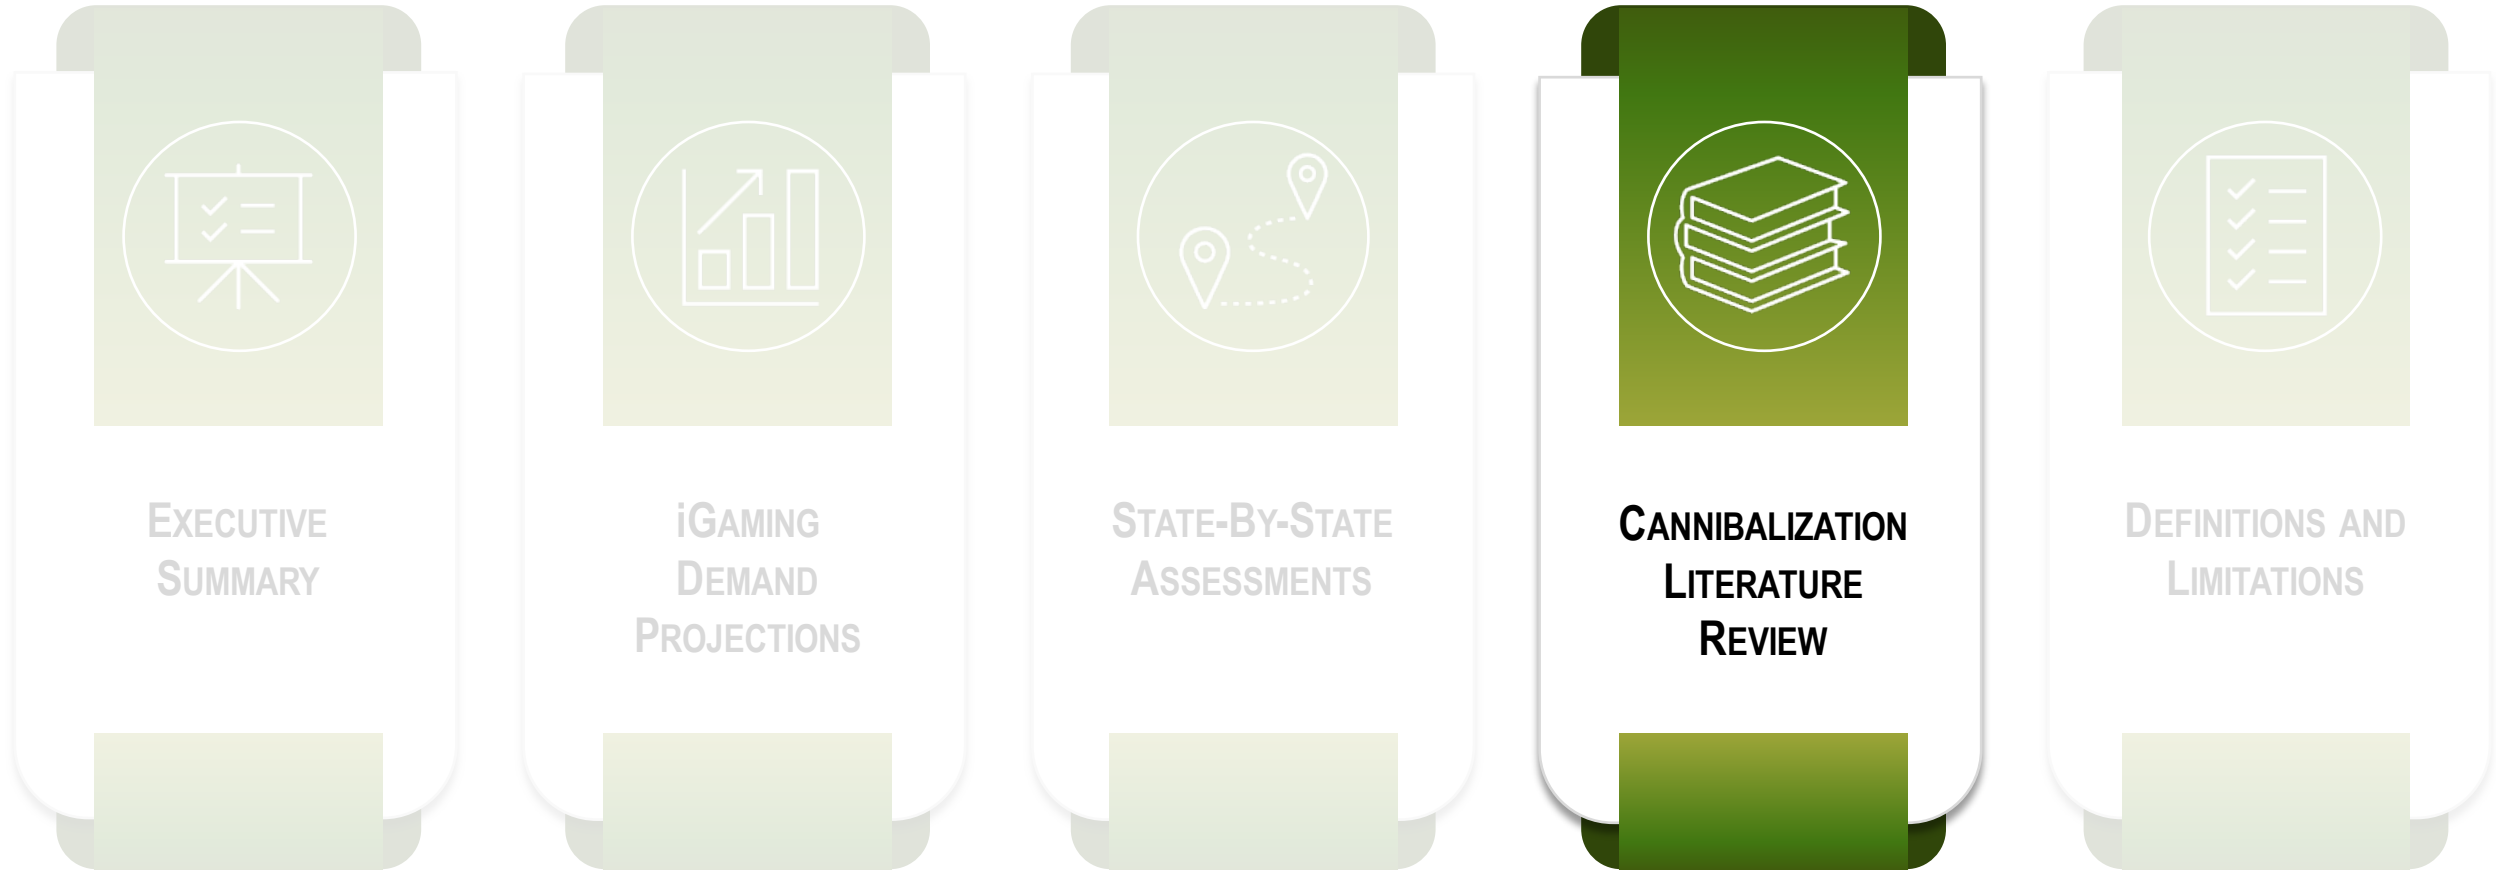 Executive
Summary
iGaming
Demand
Projections
State-By-State
Assessments
Cannibalization
Literature
Review
Definitions and
Limitations